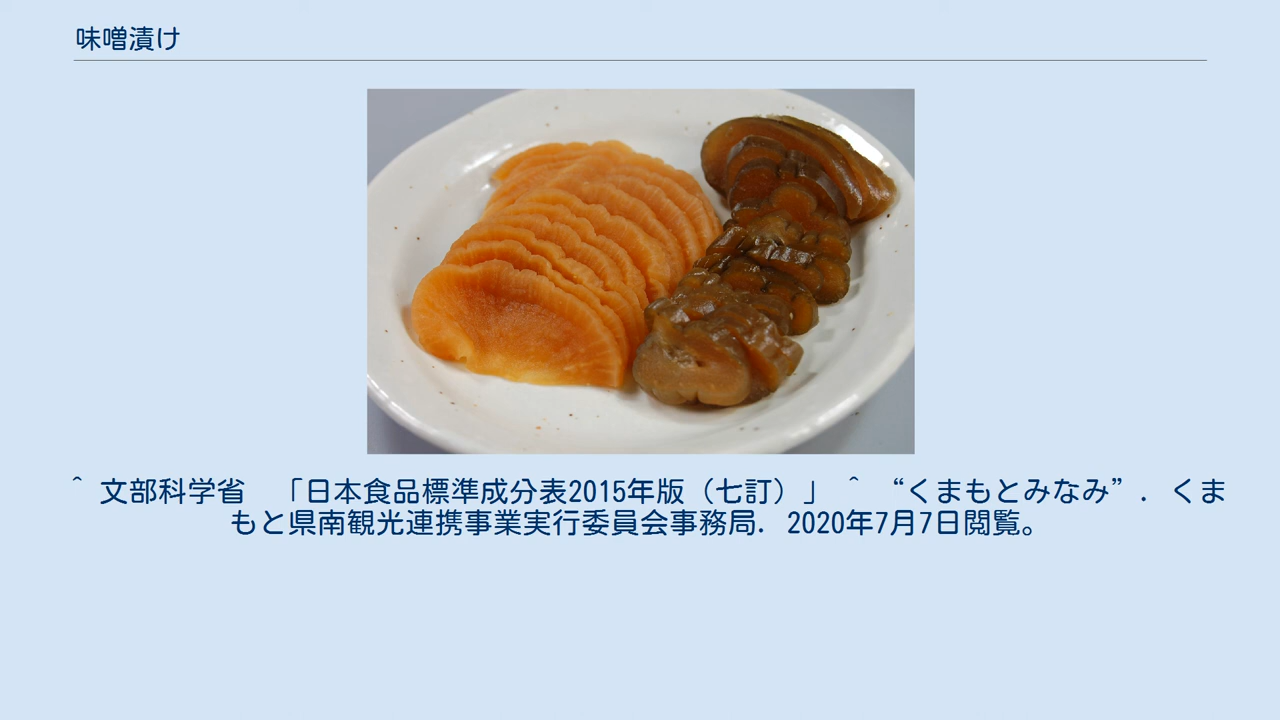 味噌漬け
^ 文部科学省　「日本食品標準成分表2015年版（七訂）」 ^ “くまもとみなみ”. くま
もと県南観光連携事業実行委員会事務局. 2020年7月7日閲覧。